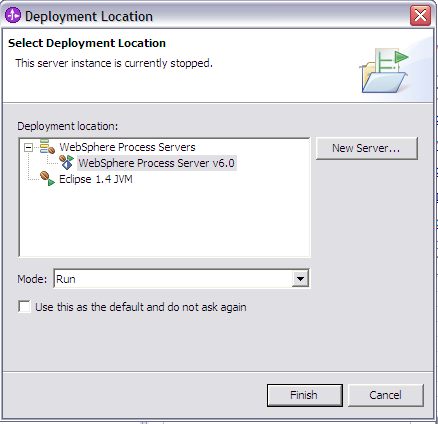 Deployment Location
Select Deployment Location
This server instance is currently stopped.
Deployment location:
WebSphere Process Servers
WebSphere Process Server v6.0
Eclipse 1.4 JVM
New Server...
Mode: Run
Use this as the default and do not ask again
Finish Cancel